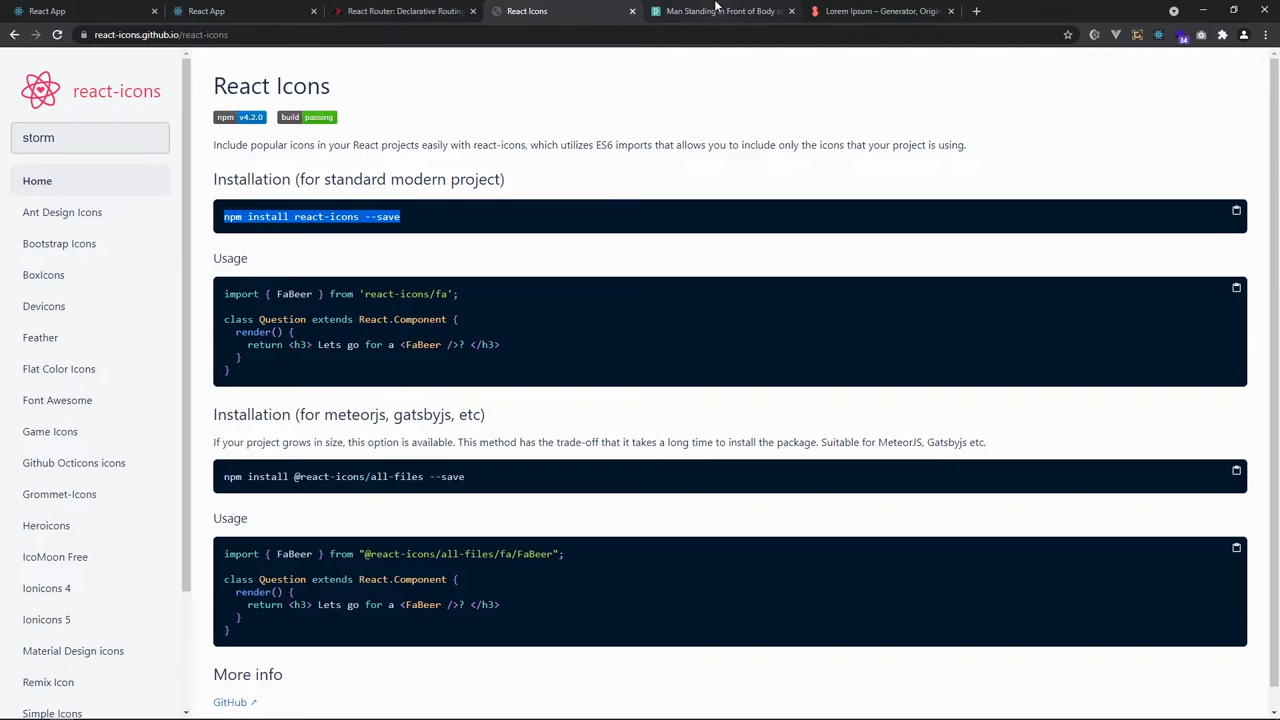 React App
React App
React Router: Declarative Routing
React Icons
Man Standing in Front of Body o
Lorem Ipsum – Generator, Origin
react-icons.github.io/react-icons
34
react-icons
storm
Home
Ant Design Icons
Bootstrap Icons
BoxIcons
Devicons
Feather
Flat Color Icons
Font Awesome
Game Icons
Github Octicons icons
Grommet-Icons
Heroicons
IcoMoon Free
Ionicons 4
Ionicons 5
Material Design icons
Remix Icon
Simple Icons
React Icons
npm v4.2.0
build passing
Include popular icons in your React projects easily with react-icons, which utilizes ES6 imports that allows you to include only the icons that your project is using.
Installation (for standard modern project)
npm install react-icons --save
Usage
import { FaBeer } from 'react-icons/fa';
class Question extends React.Component {
render() {
return <h3> Lets go for a <FaBeer />? </h3>
}
}
Installation (for meteorjs, gatsbyjs, etc)
If your project grows in size, this option is available. This method has the trade-off that it takes a long time to install the package. Suitable for MeteorJS, Gatsbyjs etc.
npm install @react-icons/all-files --save
Usage
import { FaBeer } from "@react-icons/all-files/fa/FaBeer";
class Question extends React.Component {
render() {
return <h3> Lets go for a <FaBeer />? </h3>
}
}
More info
GitHub ↗